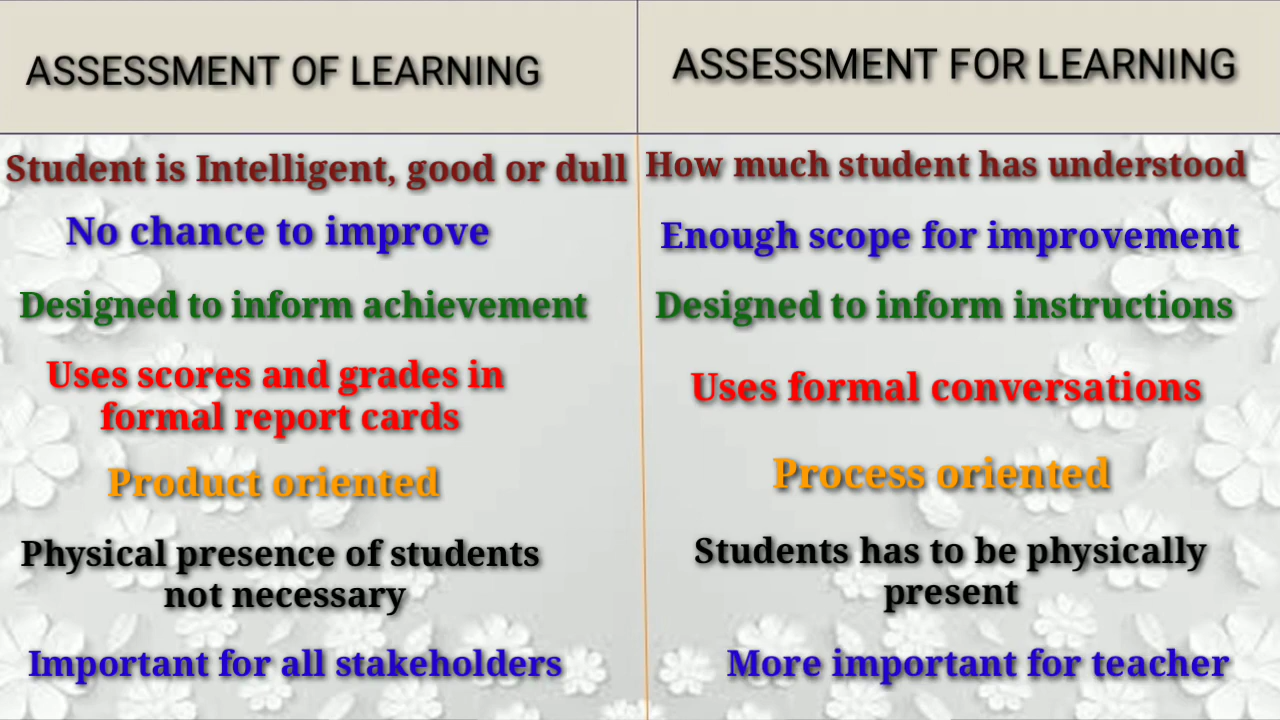 ASSESSMENT OF LEARNING
ASSESSMENT FOR LEARNING
Student is Intelligent, good or dull
How much student has understood
No chance to improve
Enough scope for improvement
Designed to inform achievement
Designed to inform instructions
Uses scores and grades in
formal report cards
Uses formal conversations
Product oriented
Process oriented
Physical presence of students
not necessary
Students has to be physically
present
Important for all stakeholders
More important for teacher